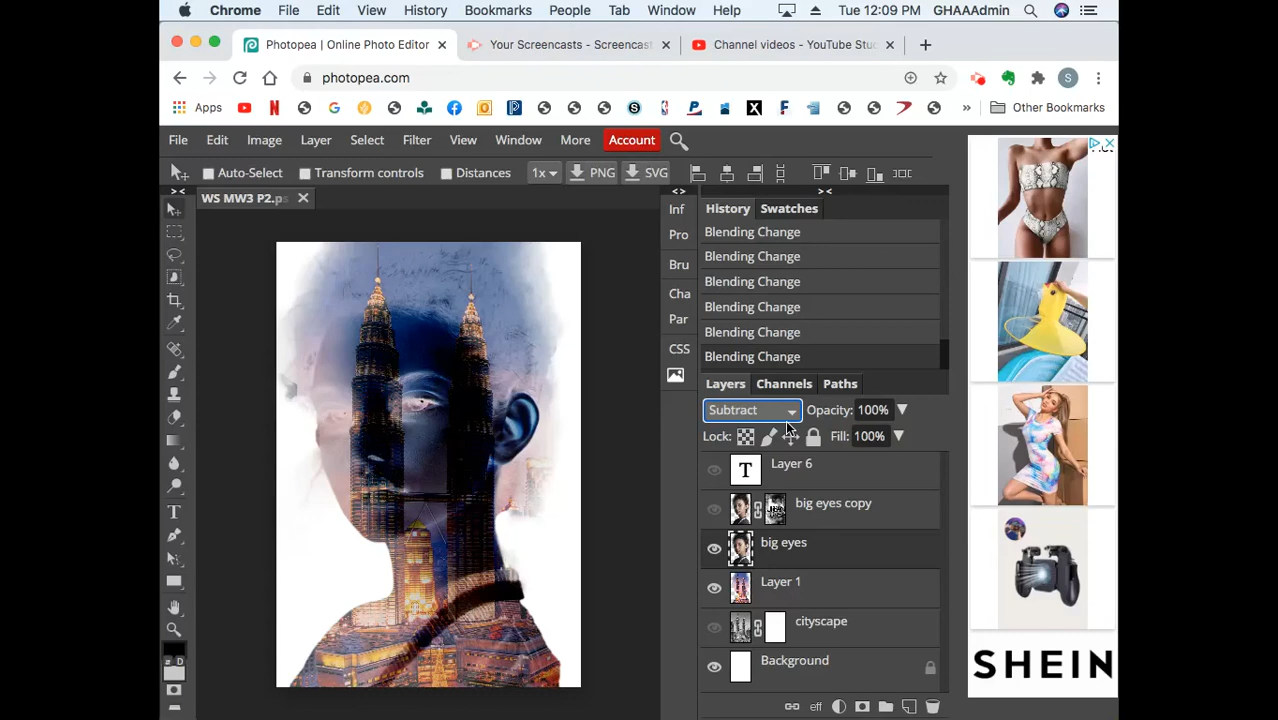 Chrome File Edit View History Bookmarks People Tab Window Help Tue 12:09 PM GHAAAdmin
Photopea | Online Photo Editor Your Screencasts - Screencast Channel videos - YouTube Stu
photopea.com S
Apps Other Bookmarks
File Edit Image Layer Select Filter View Window More Account
Auto-Select Transform controls Distances 1x PNG SVG
WS MW3 P2.ps
Inf
Pro
Bru
Cha
Par
CSS
History Swatches
Blending Change
Blending Change
Blending Change
Blending Change
Blending Change
Blending Change
Layers Channels Paths
Subtract Opacity: 100%
Lock: Fill: 100%
T Layer 6
big eyes copy
big eyes
Layer 1
cityscape
Background
eff
SHEIN